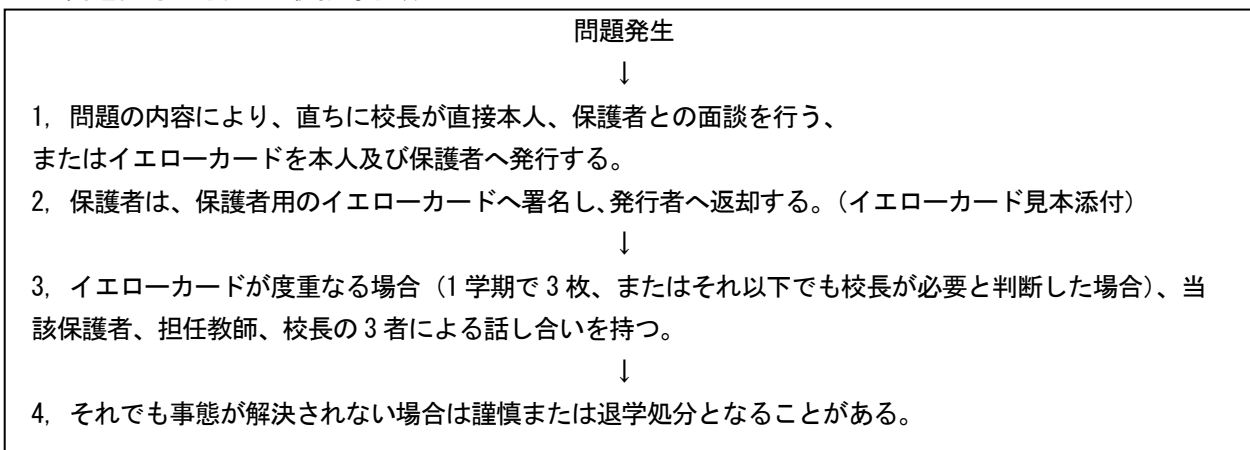 問題発生
↓
1, 問題の内容により、直ちに校長が直接本人、保護者との面談を行う、
またはイエローカードを本人及び保護者へ発行する。
2, 保護者は、保護者用のイエローカードへ署名し、発行者へ返却する。（イエローカード見本添付）
↓
3, イエローカードが度重なる場合（1 学期で 3 枚、またはそれ以下でも校長が必要と判断した場合）、当
該保護者、担任教師、校長の 3 者による話し合いを持つ。
↓
4, それでも事態が解決されない場合は謹慎または退学処分となることがある。